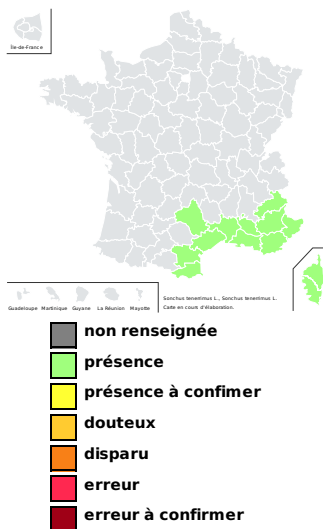 Île-de-France
Sonchus tenerrimus L., Sonchus tenerrimus L.
Carte en cours d'élaboration.
Guadeloupe Martinique Guyane La Réunion Mayotte
non renseignée
présence
présence à confimer
douteux
disparu
erreur
erreur à confirmer